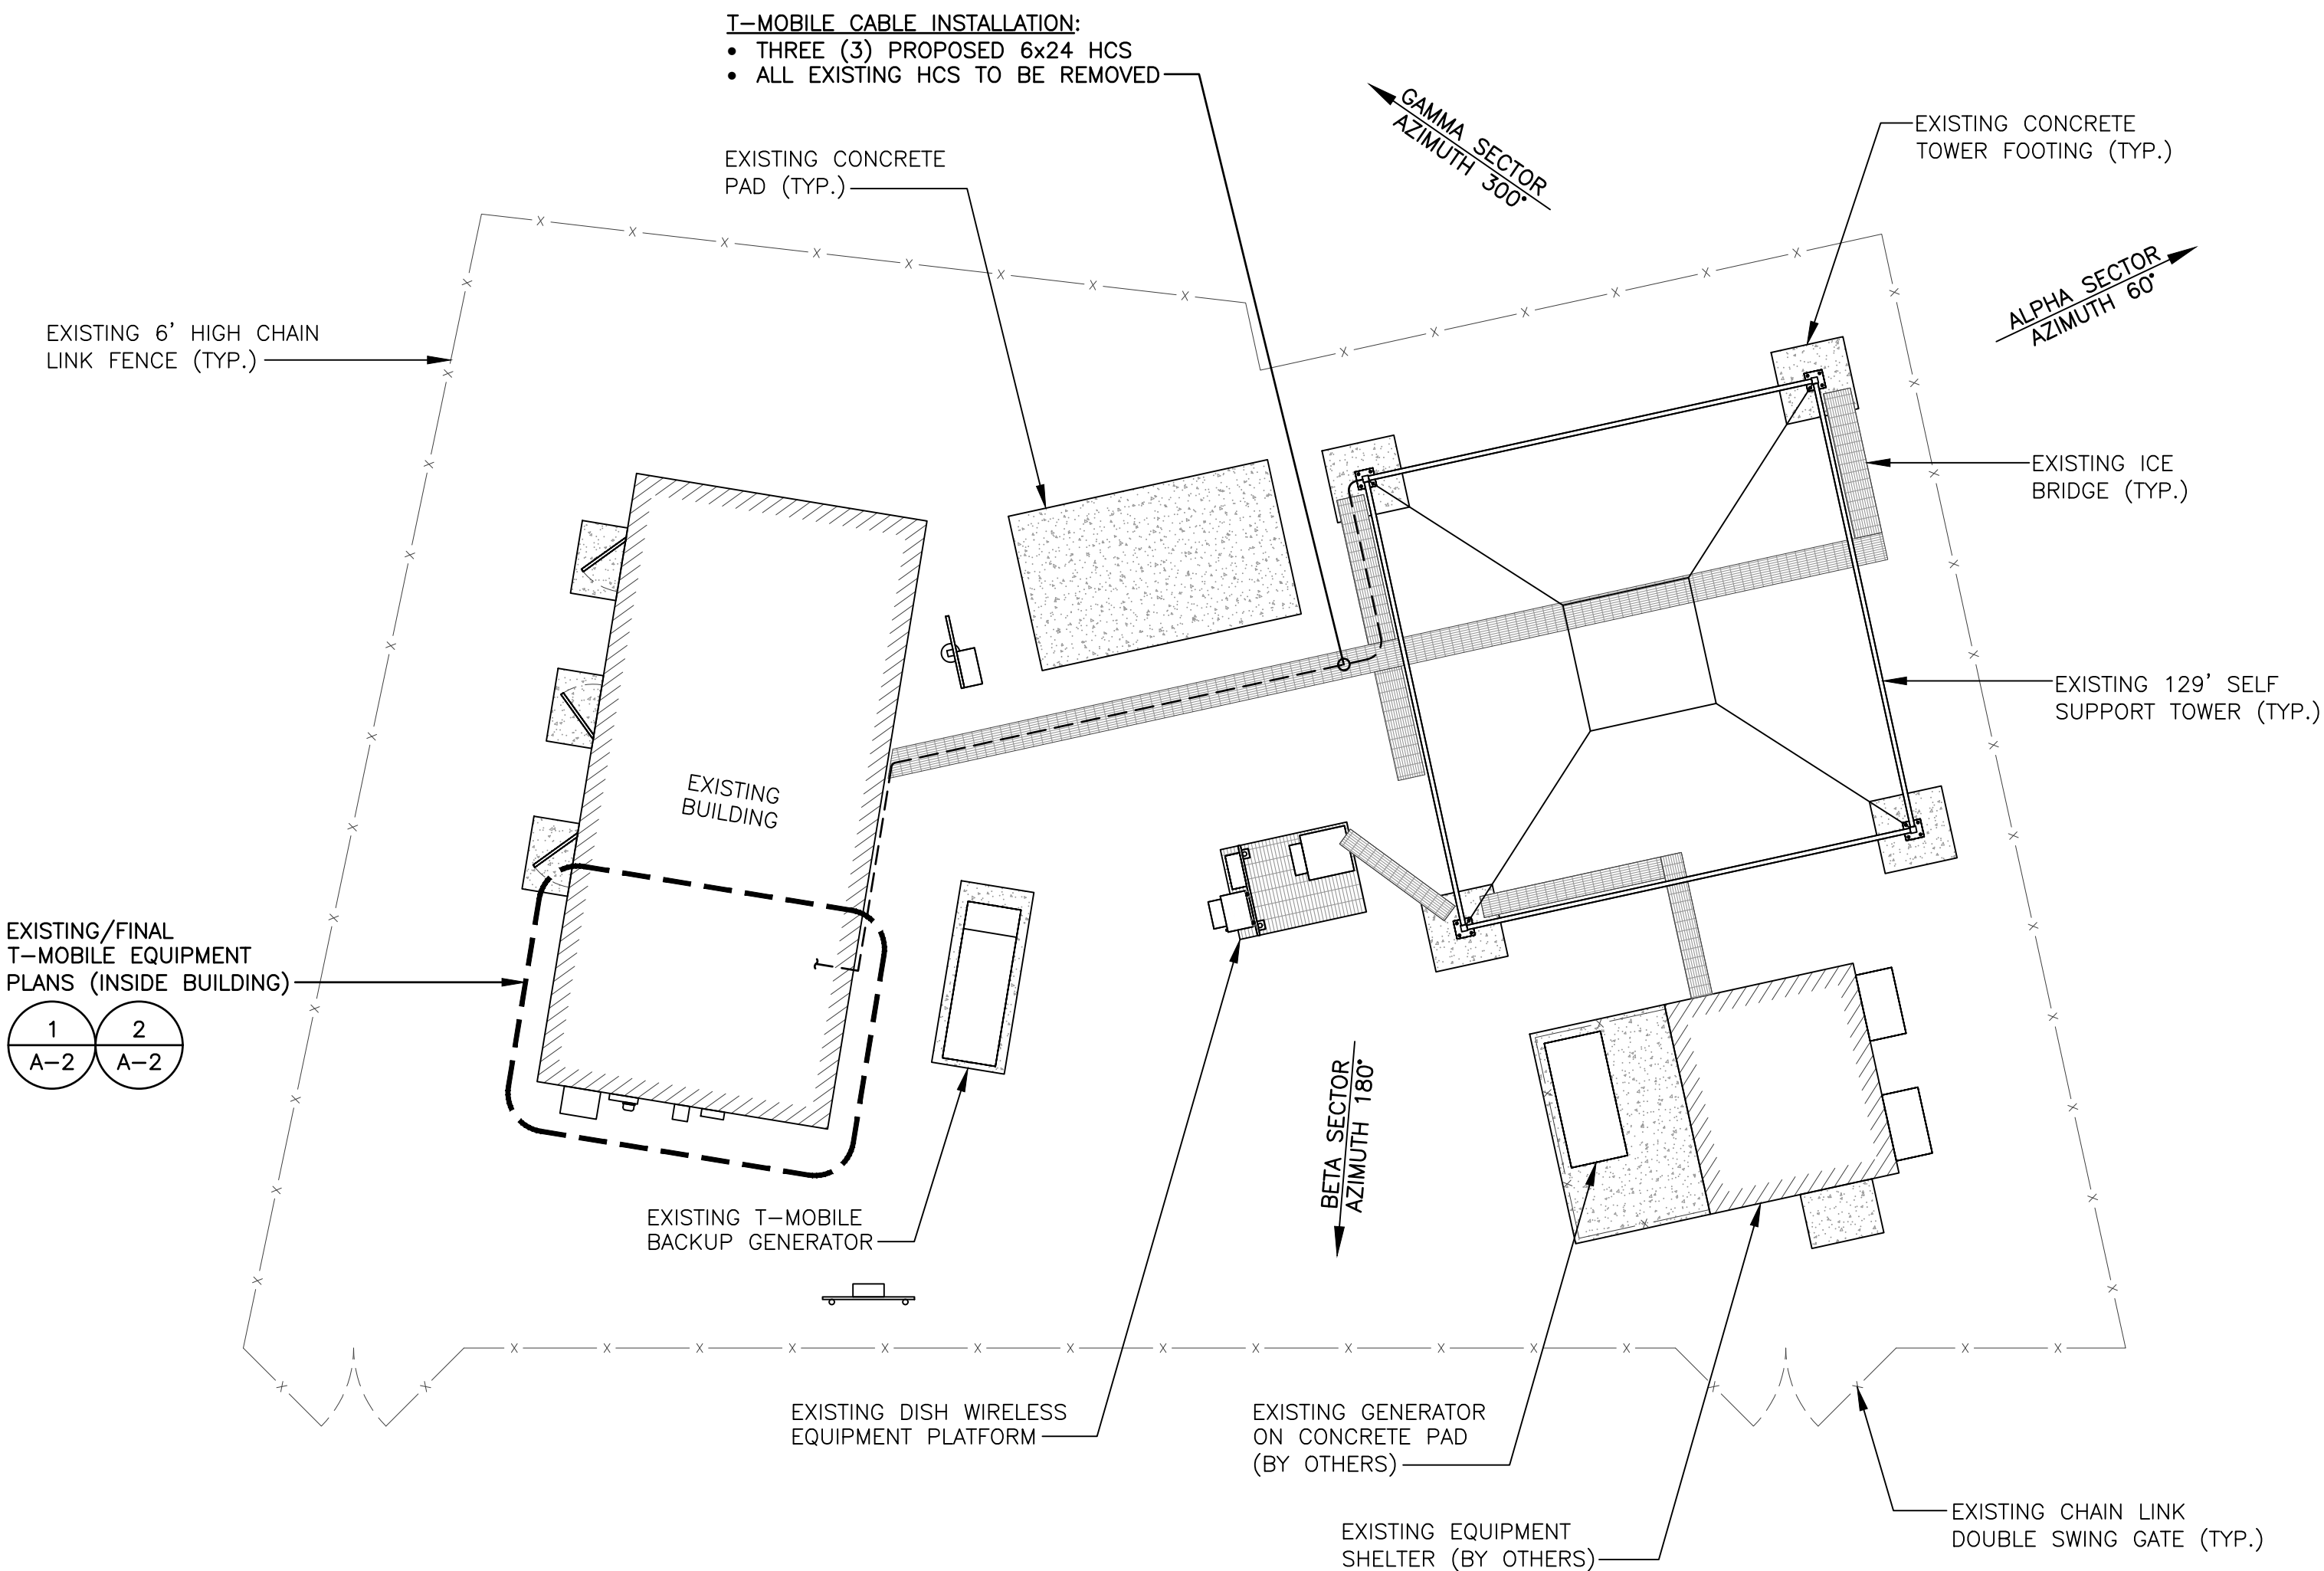 T-MOBILE CABLE INSTALLATION:
• THREE (3) PROPOSED 6x24 HCS
• ALL EXISTING HCS TO BE REMOVED
GAMMA SECTOR
AZIMUTH 300°
EXISTING CONCRETE
TOWER FOOTING (TYP.)
EXISTING CONCRETE
PAD (TYP.)
ALPHA SECTOR
AZIMUTH 60°
EXISTING 6' HIGH CHAIN
LINK FENCE (TYP.)
EXISTING ICE
BRIDGE (TYP.)
EXISTING 129' SELF
SUPPORT TOWER (TYP.)
EXISTING
BUILDING
EXISTING/FINAL
T-MOBILE EQUIPMENT
PLANS (INSIDE BUILDING)
1
A-2
2
A-2
BETA SECTOR
AZIMUTH 180°
EXISTING T-MOBILE
BACKUP GENERATOR
EXISTING DISH WIRELESS
EQUIPMENT PLATFORM
EXISTING GENERATOR
ON CONCRETE PAD
(BY OTHERS)
EXISTING EQUIPMENT
SHELTER (BY OTHERS)
EXISTING CHAIN LINK
DOUBLE SWING GATE (TYP.)